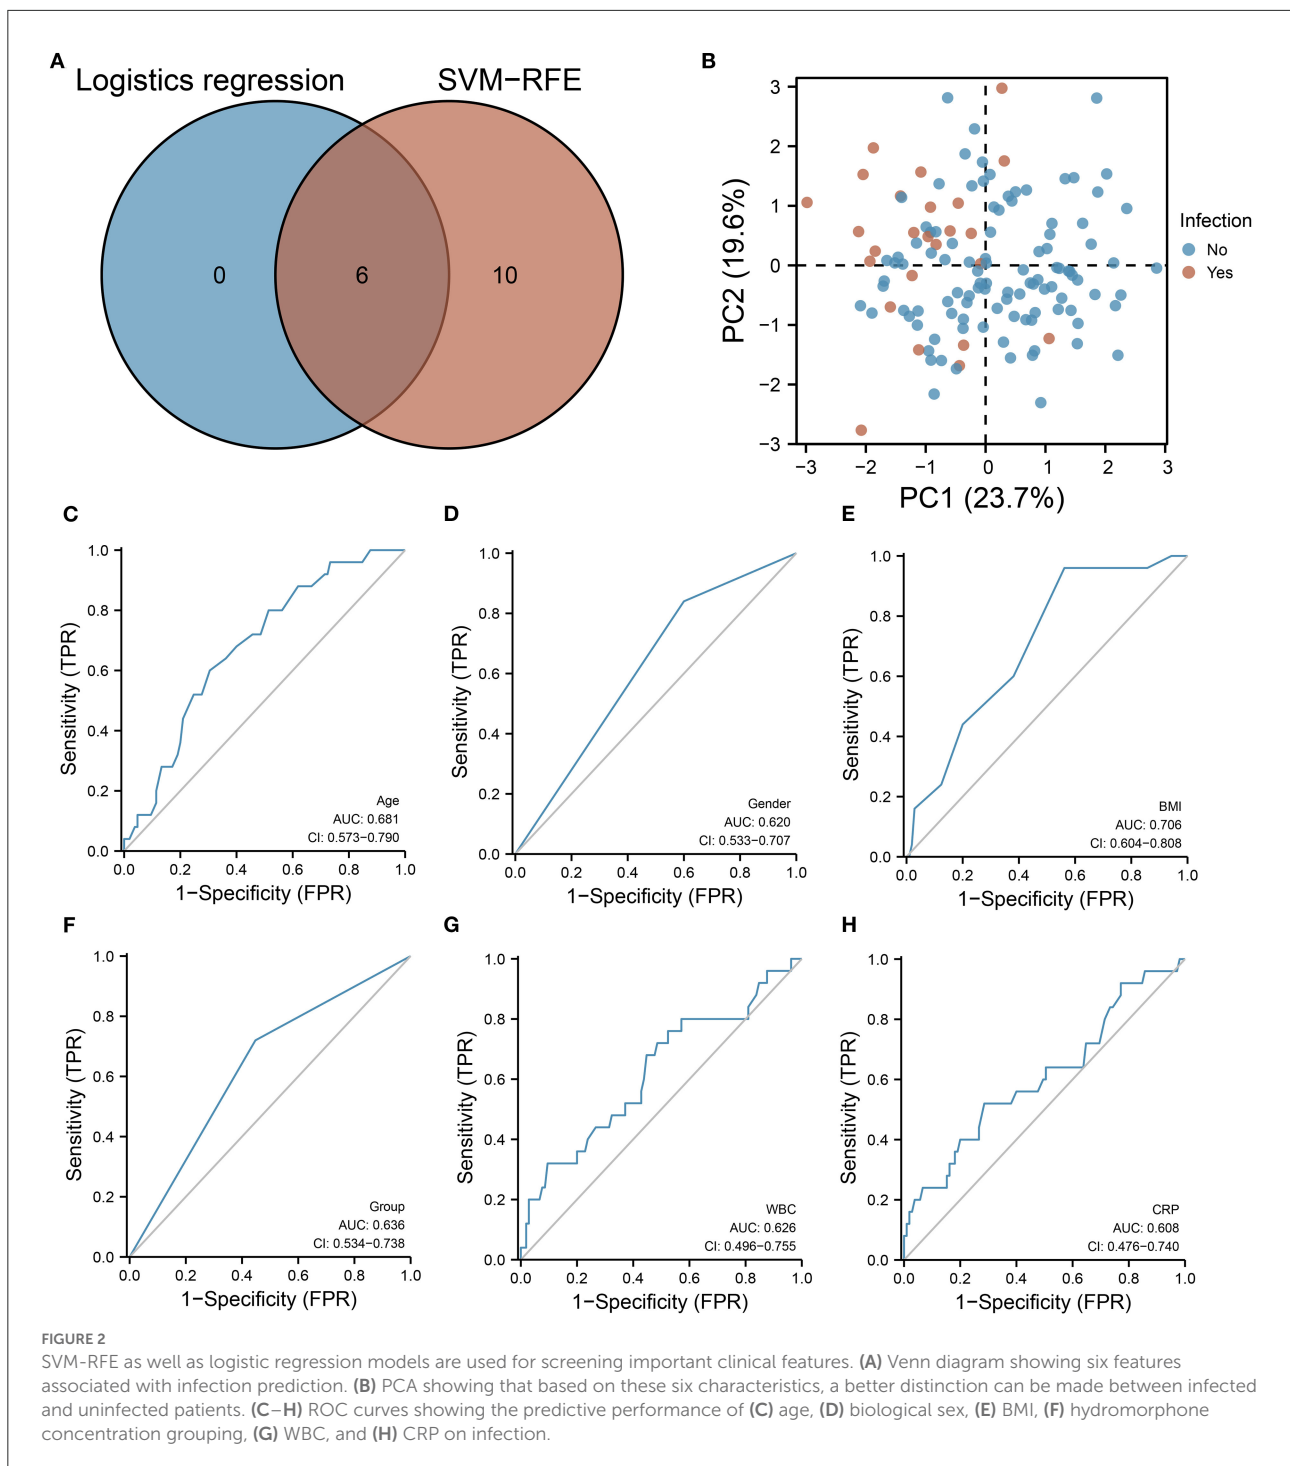 A
Logistics regression
SVM−RFE
0
6
10
B
3
2
1
0
−1
−2
−3
PC2 (19.6%)
−3
−2
−1
0
1
2
3
PC1 (23.7%)
Infection
No
Yes
C
1.0
0.8
0.6
0.4
0.2
0.0
Sensitivity (TPR)
Age
AUC: 0.681
CI: 0.573−0.790
0.0 0.2 0.4 0.6 0.8 1.0
1−Specificity (FPR)
D
1.0
0.8
0.6
0.4
0.2
0.0
Sensitivity (TPR)
Gender
AUC: 0.620
CI: 0.533−0.707
0.0 0.2 0.4 0.6 0.8 1.0
1−Specificity (FPR)
E
1.0
0.8
0.6
0.4
0.2
0.0
Sensitivity (TPR)
BMI
AUC: 0.706
CI: 0.604−0.808
0.0 0.2 0.4 0.6 0.8 1.0
1−Specificity (FPR)
F
1.0
0.8
0.6
0.4
0.2
0.0
Sensitivity (TPR)
Group
AUC: 0.636
CI: 0.534−0.738
0.0 0.2 0.4 0.6 0.8 1.0
1−Specificity (FPR)
G
1.0
0.8
0.6
0.4
0.2
0.0
Sensitivity (TPR)
WBC
AUC: 0.626
CI: 0.496−0.755
0.0 0.2 0.4 0.6 0.8 1.0
1−Specificity (FPR)
H
1.0
0.8
0.6
0.4
0.2
0.0
Sensitivity (TPR)
CRP
AUC: 0.608
CI: 0.476−0.740
0.0 0.2 0.4 0.6 0.8 1.0
1−Specificity (FPR)
FIGURE 2
SVM-RFE as well as logistic regression models are used for screening important clinical features. (A) Venn diagram showing six features
associated with infection prediction. (B) PCA showing that based on these six characteristics, a better distinction can be made between infected
and uninfected patients. (C–H) ROC curves showing the predictive performance of (C) age, (D) biological sex, (E) BMI, (F) hydromorphone
concentration grouping, (G) WBC, and (H) CRP on infection.